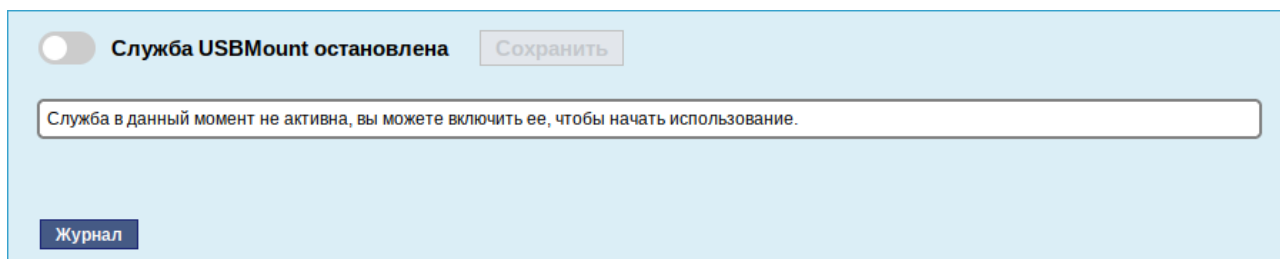 Служба USBMount остановлена Сохранить
Служба в данный момент не активна, вы можете включить ее, чтобы начать использование.
Журнал